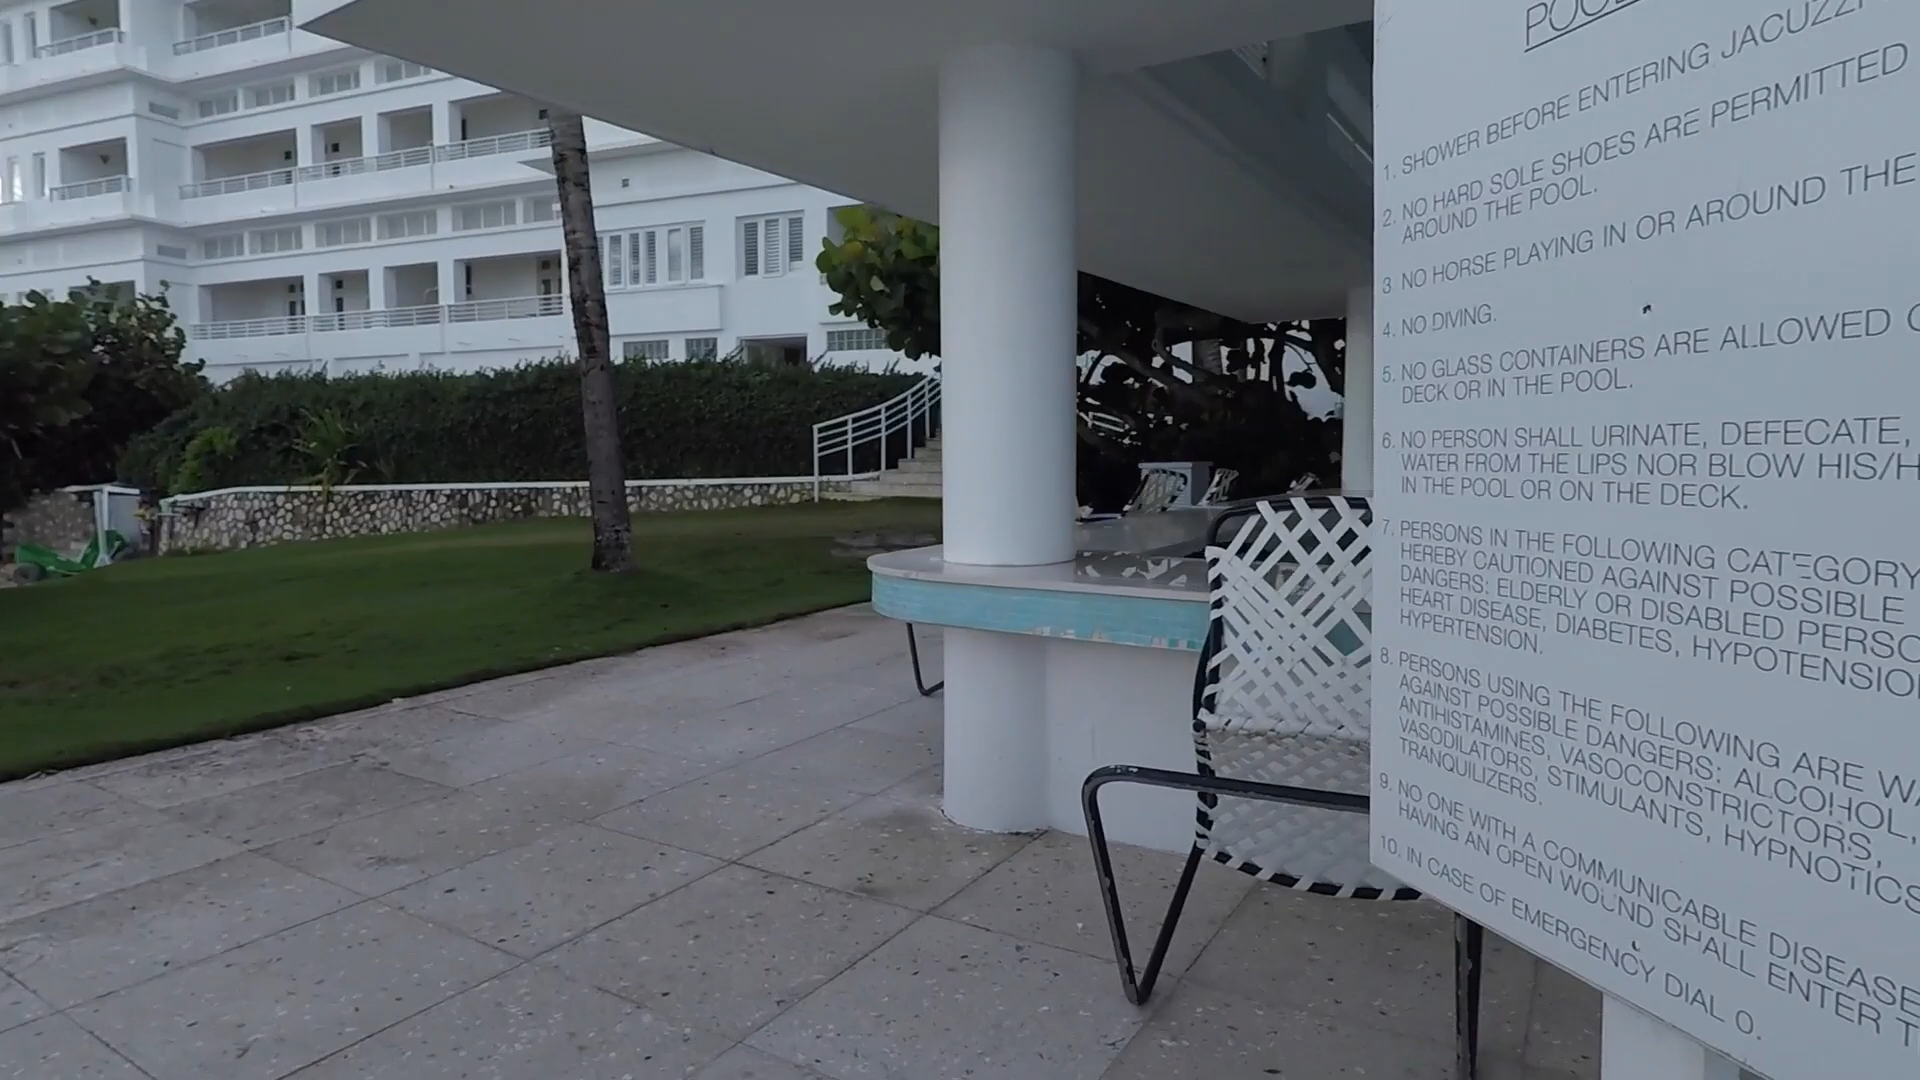 POOL
1. SHOWER BEFORE ENTERING JACUZZI
2. NO HARD SOLE SHOES ARE PERMITTED
AROUND THE POOL.
3 NO HORSE PLAYING IN OR AROUND THE
4. NO DIVING.
5. NO GLASS CONTAINERS ARE ALLOWED
DECK OR IN THE POOL.
6. NO PERSON SHALL URINATE, DEFECATE,
WATER FROM THE LIPS NOR BLOW HIS/H
IN THE POOL OR ON THE DECK.
7. PERSONS IN THE FOLLOWING CATEGORY
HEREBY CAUTIONED AGAINST POSSIBLE
DANGERS: ELDERLY OR DISABLED PERSO
HEART DISEASE, DIABETES, HYPOTENSIO
HYPERTENSION.
8. PERSONS USING THE FOLLOWING ARE WA
AGAINST POSSIBLE DANGERS: ALCOHOL,
ANTIHISTAMINES, VASOCONSTRICTORS,
VASODILATORS, STIMULANTS, HYPNOTICS
TRANQUILIZERS.
9. NO ONE WITH A COMMUNICABLE DISEASE
HAVING AN OPEN WOUND SHALL ENTER T
10. IN CASE OF EMERGENCY DIAL 0.